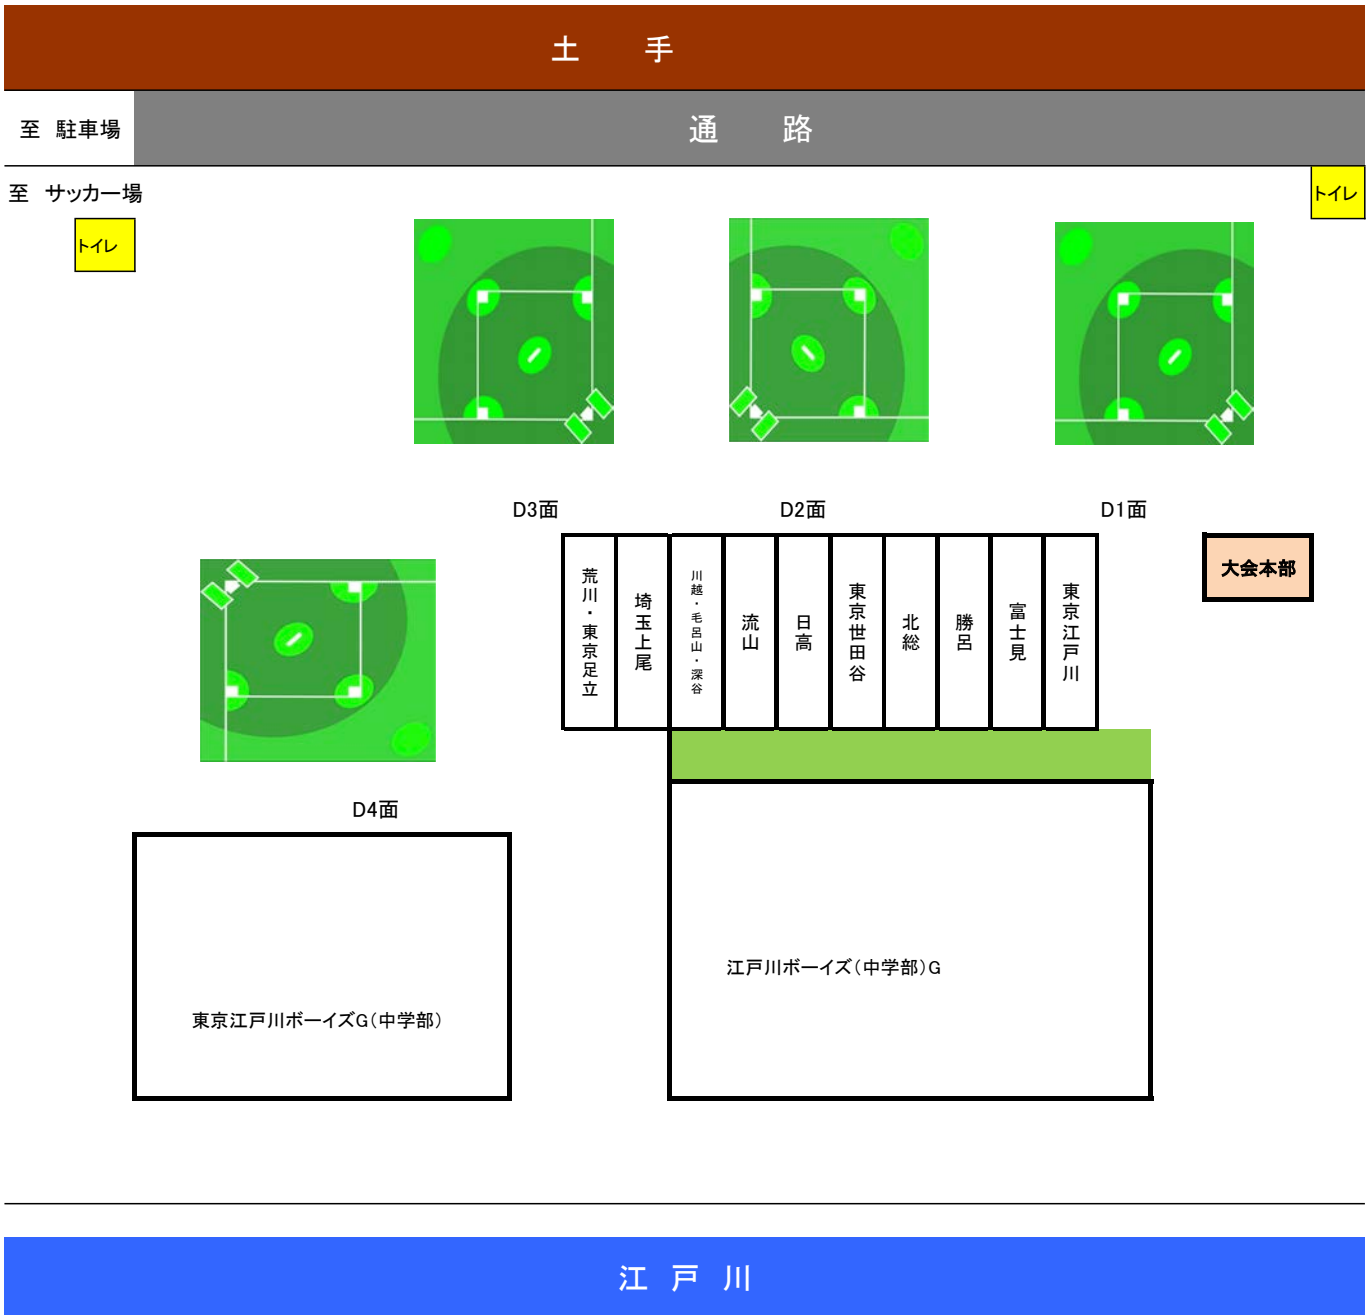 土　手
至　駐車場
通　路
至　サッカー場
トイレ
トイレ
D3面
D2面
D1面
荒川・東京足立
埼玉上尾
川越・毛呂山・深谷
流山
日高
東京世田谷
北総
勝呂
富士見
東京江戸川
大会本部
D4面
江戸川ボーイズ（中学部）G
東京江戸川ボーイズG（中学部）
江　戸　川